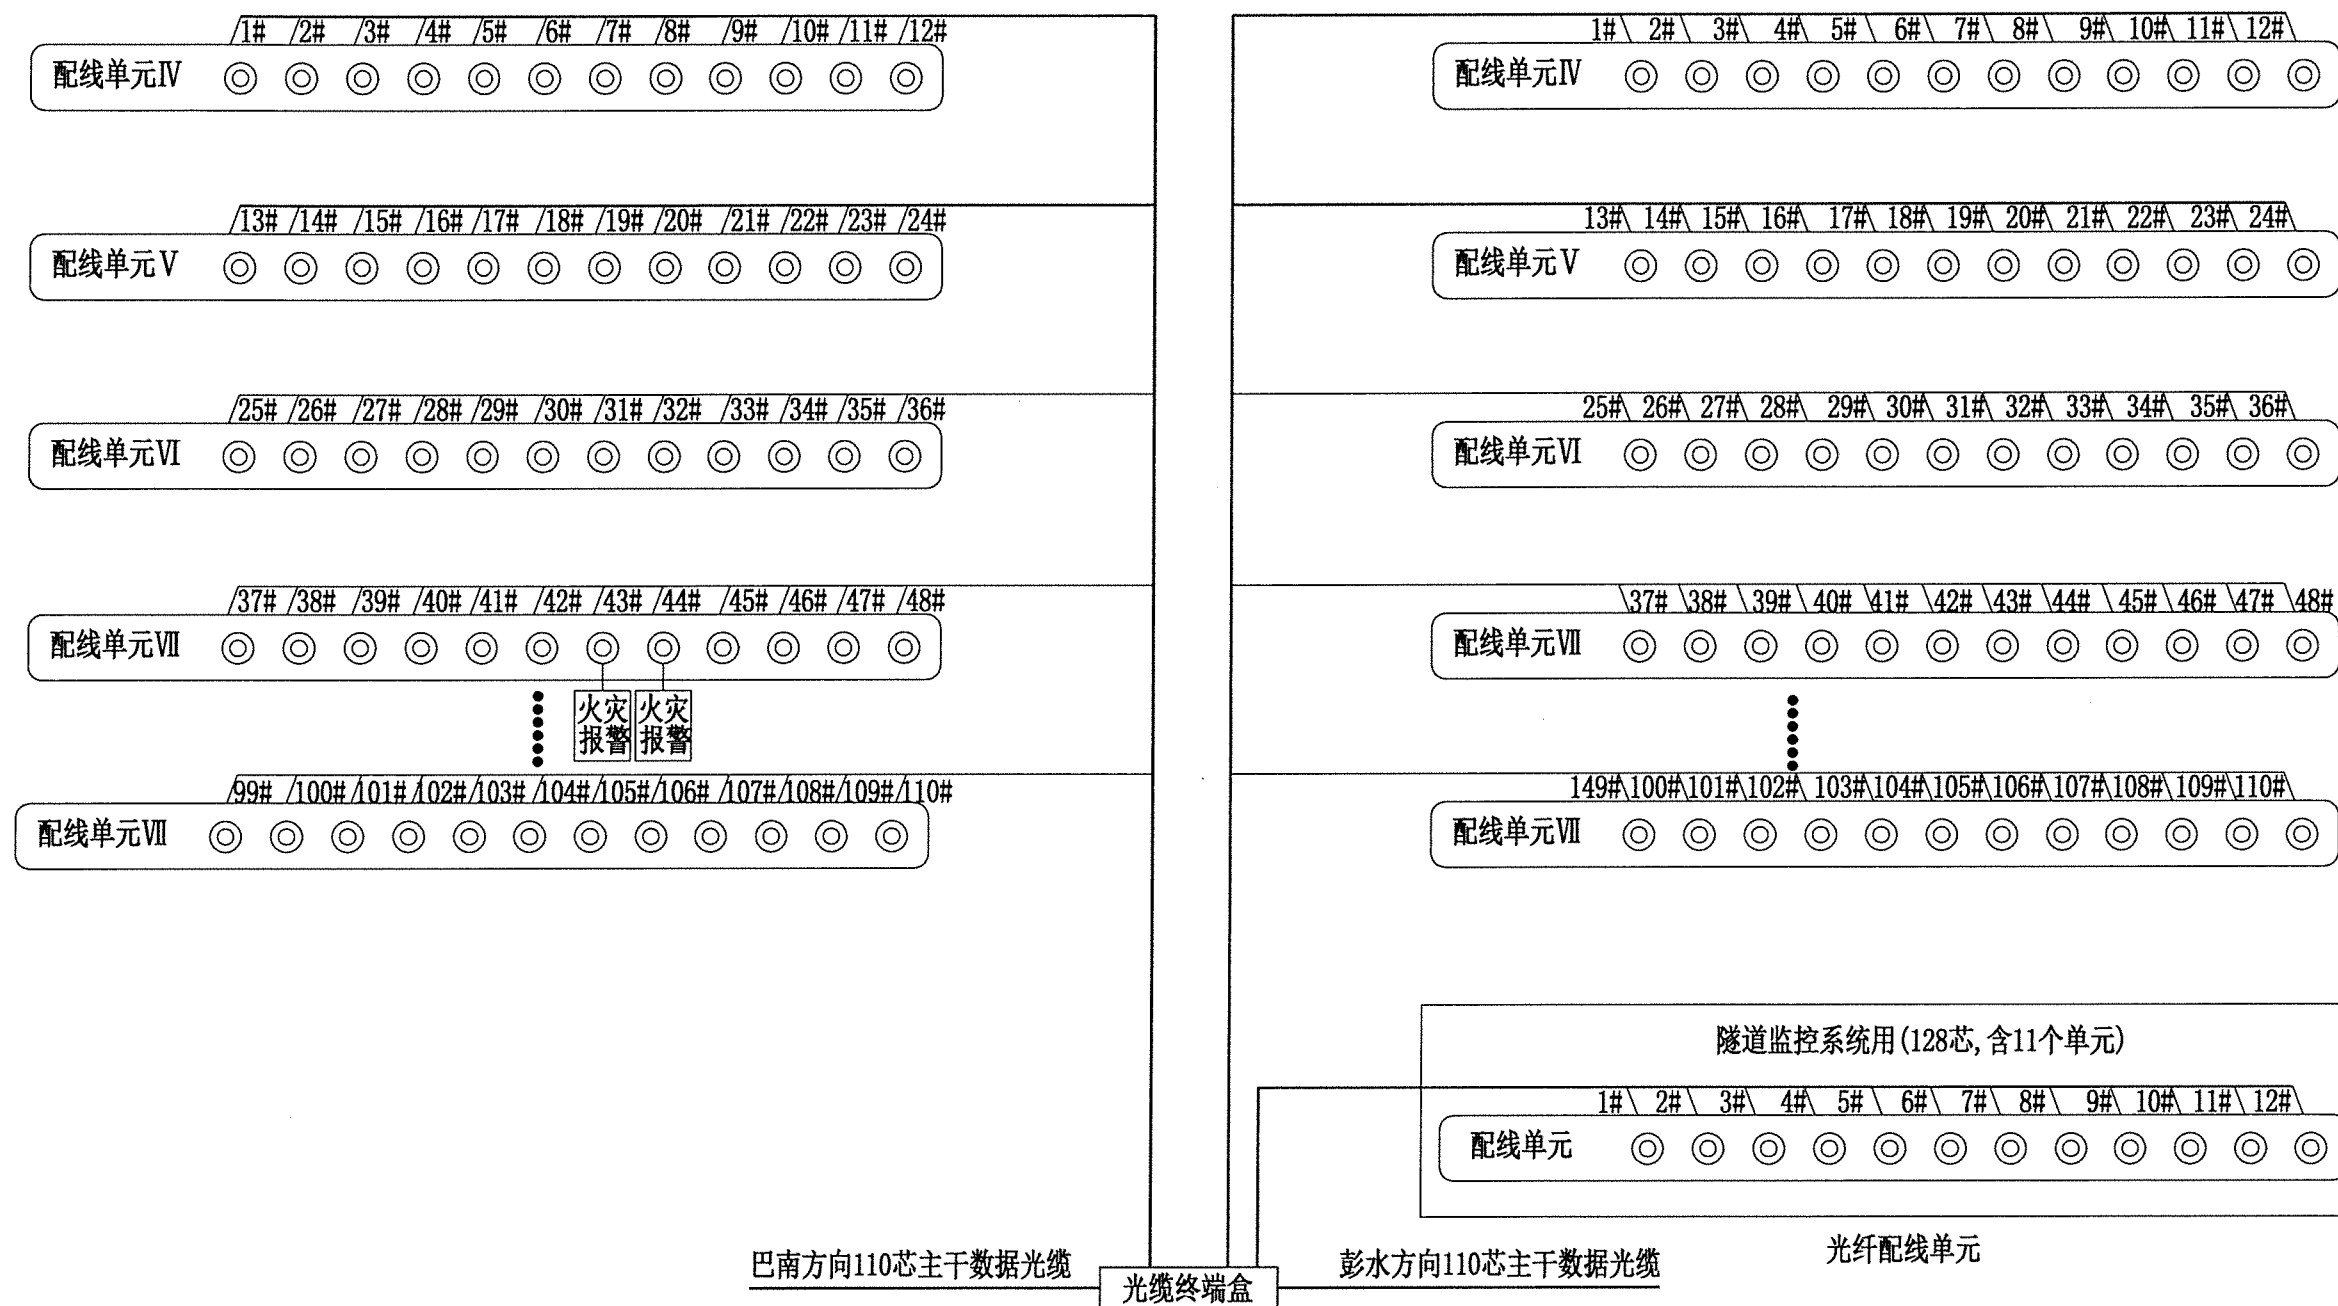 1# 2# 3# 4# 5# 6# 7# 8# 9# 10# 11# 12#
配线单元Ⅳ
13# 14# 15# 16# 17# 18# 19# 20# 21# 22# 23# 24#
配线单元Ⅴ
25# 26# 27# 28# 29# 30# 31# 32# 33# 34# 35# 36#
配线单元Ⅵ
37# 38# 39# 40# 41# 42# 43# 44# 45# 46# 47# 48#
配线单元Ⅶ
火灾
报警
火灾
报警
99# 100# 101# 102# 103# 104# 105# 106# 107# 108# 109# 110#
配线单元Ⅶ
1# 2# 3# 4# 5# 6# 7# 8# 9# 10# 11# 12#
配线单元Ⅳ
13# 14# 15# 16# 17# 18# 19# 20# 21# 22# 23# 24#
配线单元Ⅴ
25# 26# 27# 28# 29# 30# 31# 32# 33# 34# 35# 36#
配线单元Ⅵ
37# 38# 39# 40# 41# 42# 43# 44# 45# 46# 47# 48#
配线单元Ⅶ
149# 100# 101# 102# 103# 104# 105# 106# 107# 108# 109# 110#
配线单元Ⅶ
隧道监控系统用(128芯,含11个单元)
1# 2# 3# 4# 5# 6# 7# 8# 9# 10# 11# 12#
配线单元
光纤配线单元
巴南方向110芯主干数据光缆
光缆终端盒
彭水方向110芯主干数据光缆